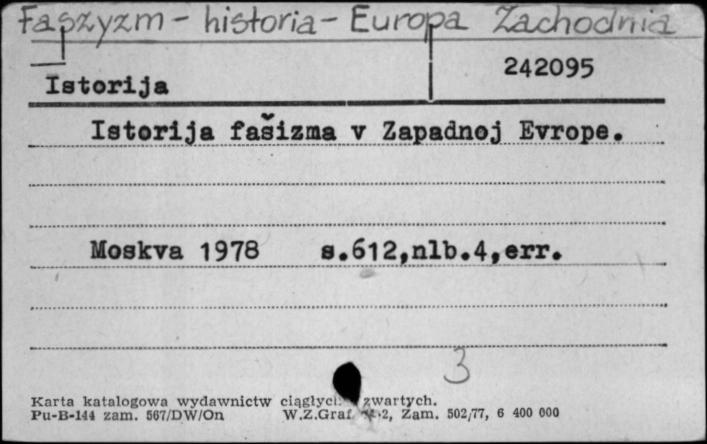 Faszyzm - historia - Europa Zachodnia
242095
Istorija
Istorija fašizma v Zapadnoj Evrope.
Moskva 1978 s.612,nlb.4,err.
3
Karta katalogowa wydawnictw zwartych.
Pu-B-144 zam. 567/DW/On W.Z.Graf 2, Zam. 502/77, 6 400 000